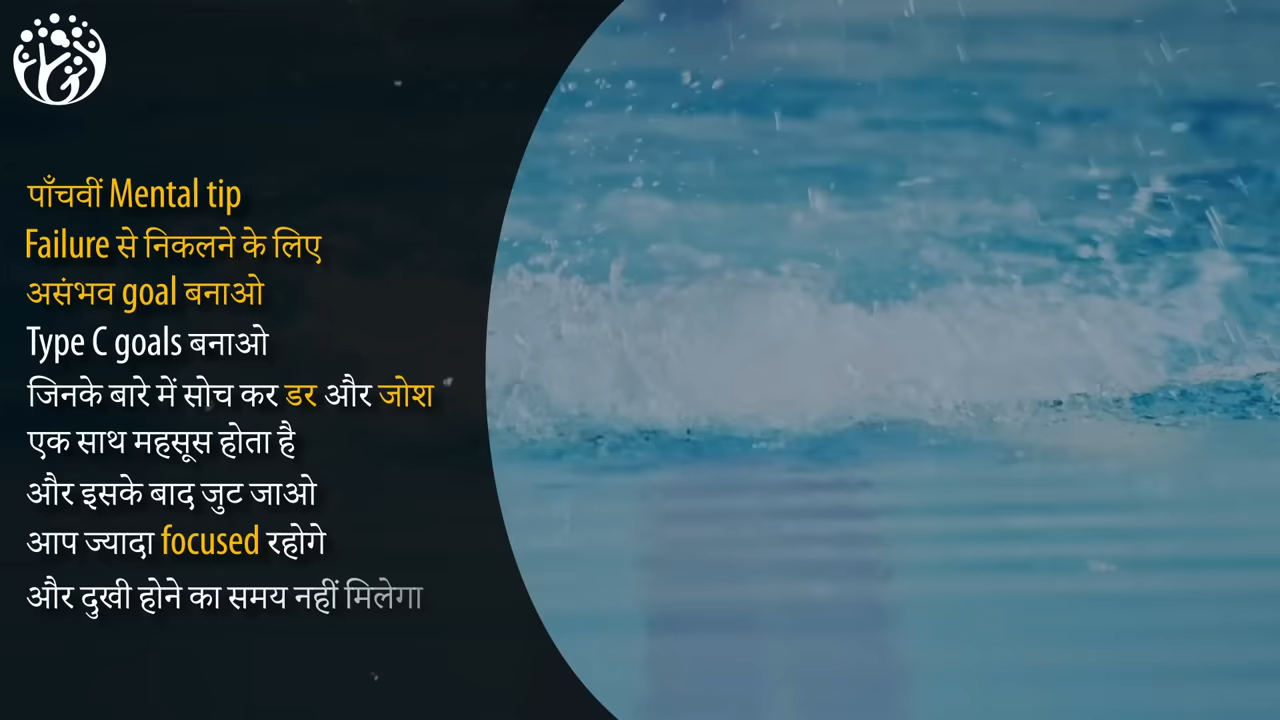 पाँचवीं Mental tip
Failure से निकलने के लिए
असंभव goal बनाओ
Type C goals बनाओ
जिनके बारे में सोच कर डर और जोश
एक साथ महसूस होता है
और इसके बाद जुट जाओ
आप ज्यादा focused रहोगे
और दुखी होने का समय नहीं मिलेगा